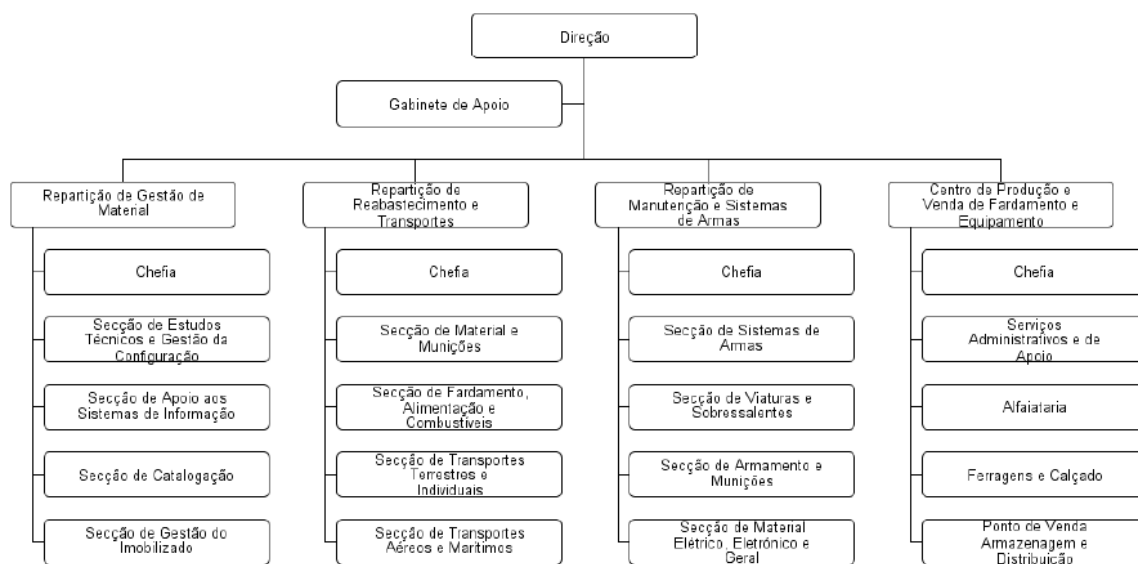 Direção
Gabinete de Apoio
Repartição de Gestão de
Material
Repartição de
Reabastecimento e
Transportes
Repartição de
Manutenção e Sistemas
de Armas
Centro de Produção e
Venda de Fardamento e
Equipamento
Chefia
Chefia
Chefia
Chefia
Secção de Estudos
Técnicos e Gestão da
Configuração
Secção de Material e
Munições
Secção de Sistemas de
Armas
Serviços
Administrativos e de
Apoio
Secção de Apoio aos
Sistemas de Informação
Secção de Fardamento,
Alimentação e
Combustíveis
Secção de Viaturas e
Sobressalentes
Alfaiataria
Secção de Catalogação
Secção de Transportes
Terrestres e
Individuais
Secção de Armamento e
Munições
Ferragens e Calçado
Secção de Gestão do
Imobilizado
Secção de Transportes
Aéreos e Marítimos
Secção de Material
Elétrico, Eletrónico e
Geral
Ponto de Venda
Armazenagem e
Distribuição